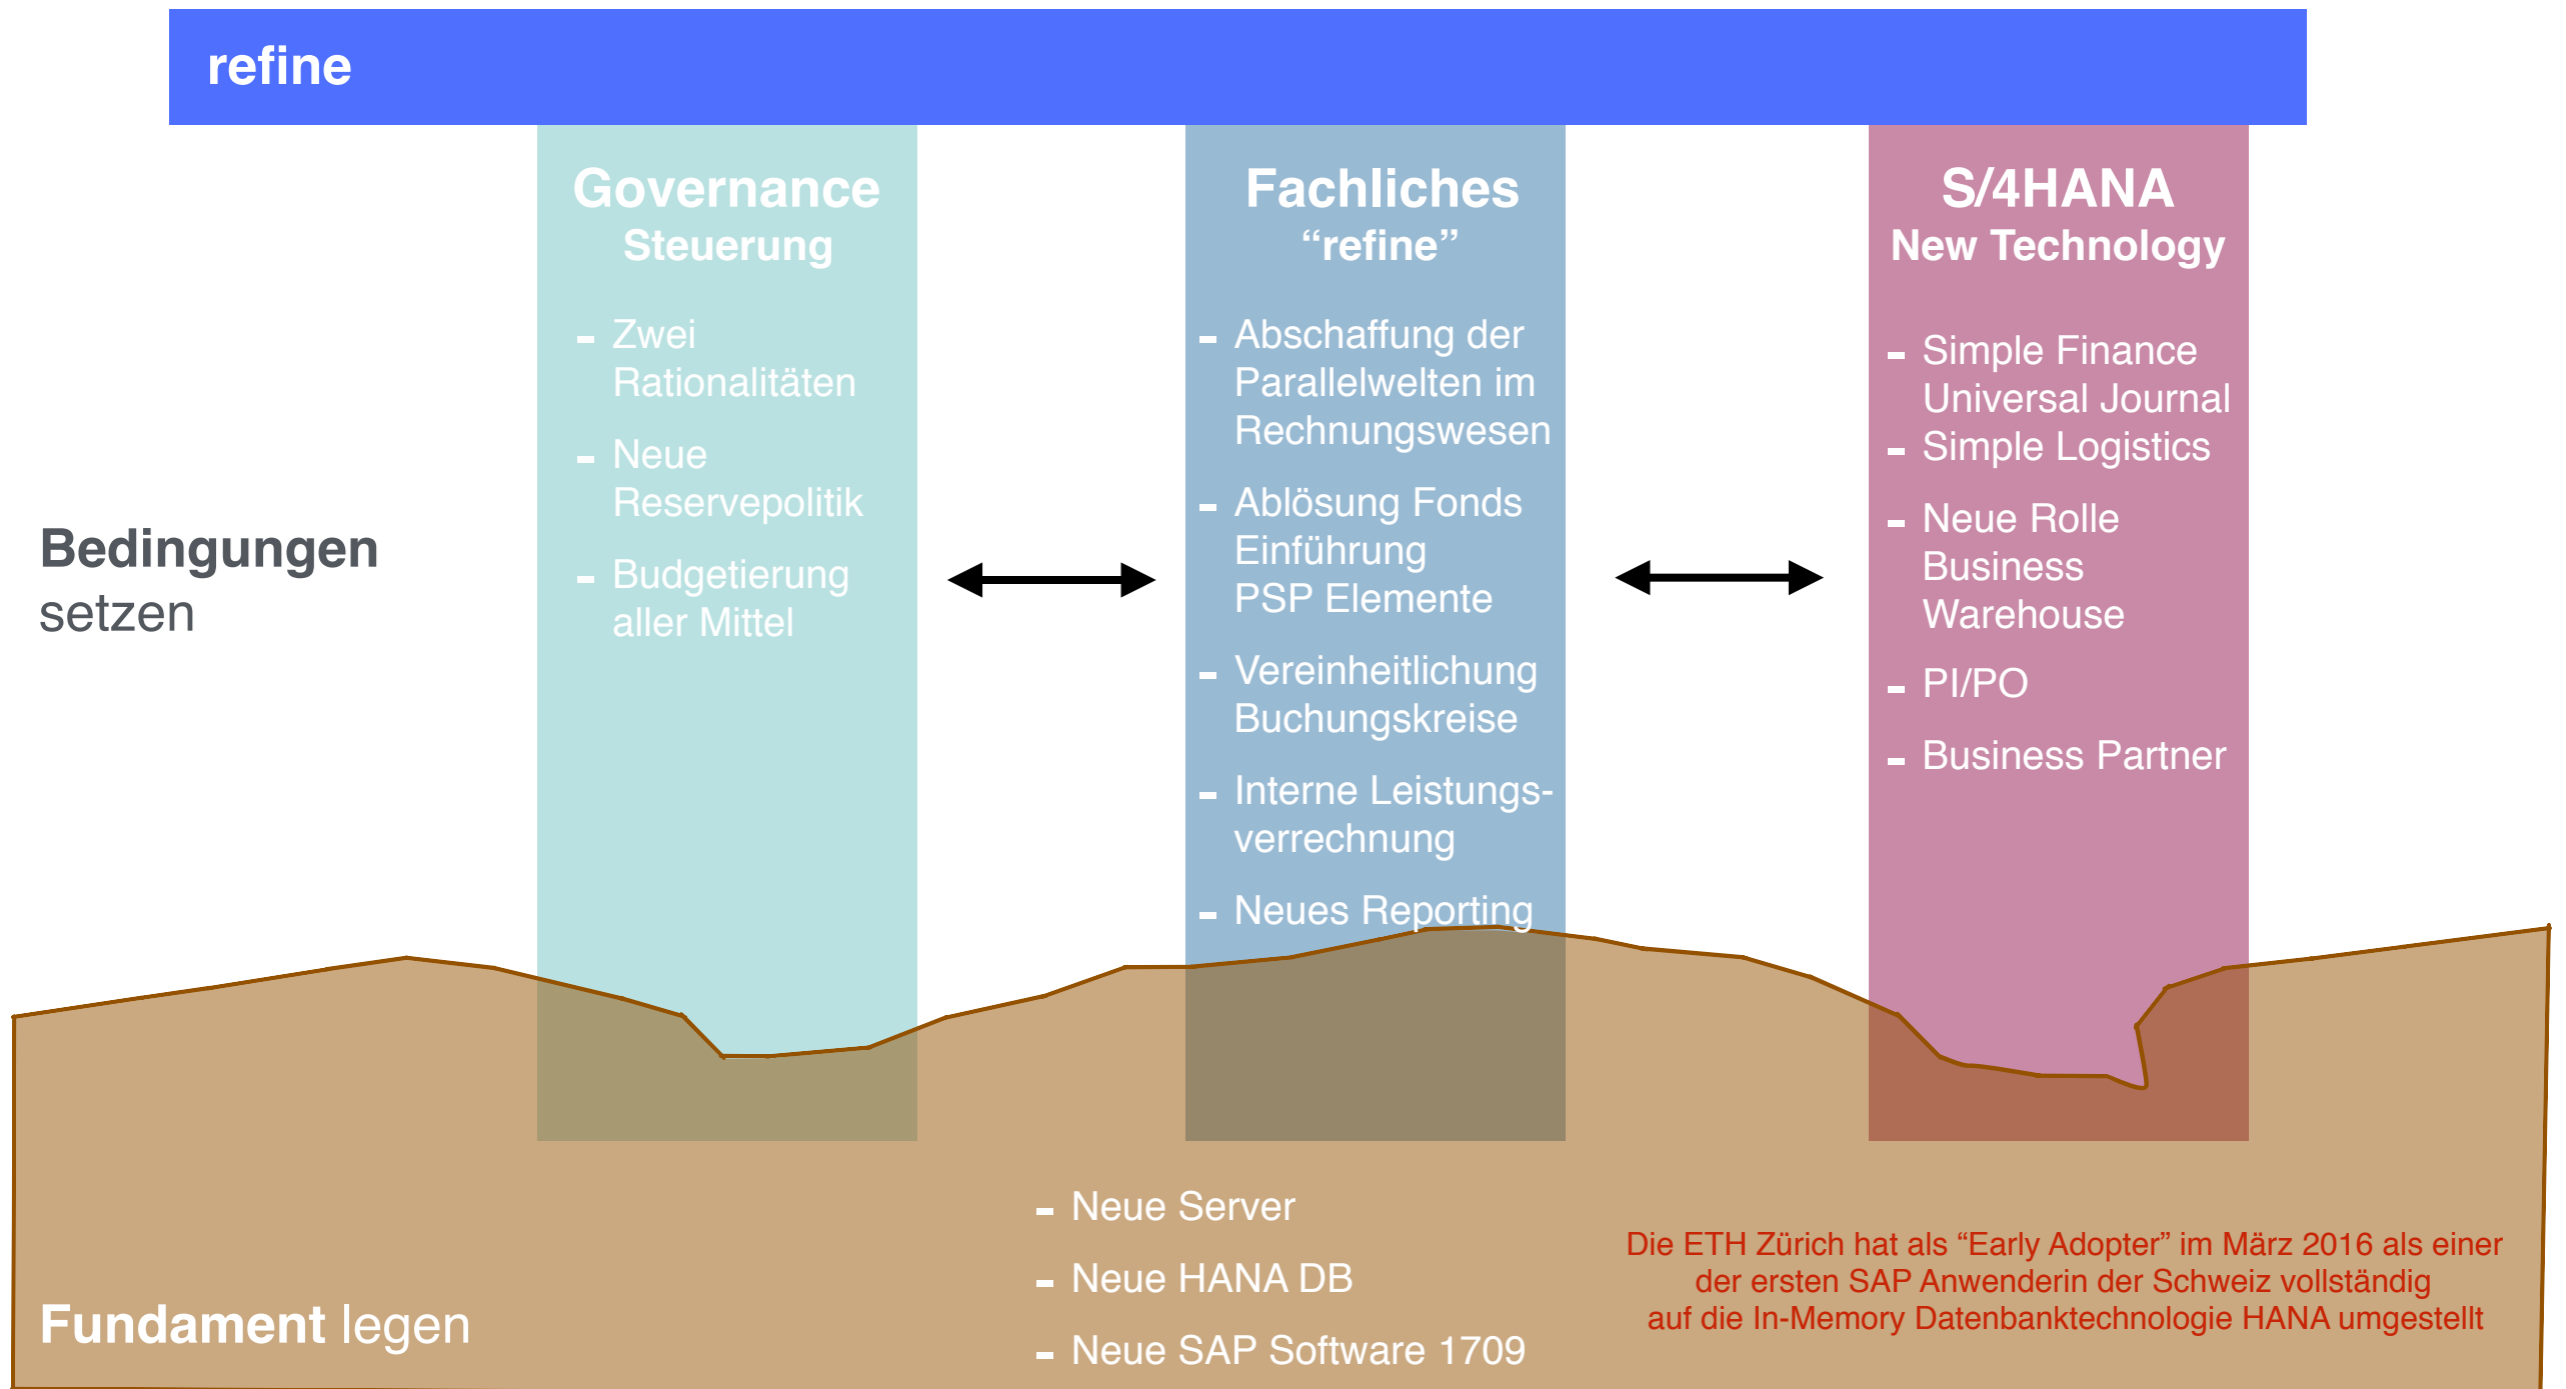 refine
Governance
Steuerung
- Zwei
Rationalitäten
- Neue
Reservepolitik
- Budgetierung
aller Mittel
Fachliches
“refine”
- Abschaffung der
Parallelwelten im
Rechnungswesen
- Ablösung Fonds
Einführung
PSP Elemente
- Vereinheitlichung
Buchungskreise
- Interne Leistungs-
verrechnung
- Neues Reporting
S/4HANA
New Technology
- Simple Finance
Universal Journal
- Simple Logistics
- Neue Rolle
Business
Warehouse
- PI/PO
- Business Partner
Bedingungen
setzen
- Neue Server
- Neue HANA DB
- Neue SAP Software 1709
Die ETH Zürich hat als “Early Adopter” im März 2016 als einer
der ersten SAP Anwenderin der Schweiz vollständig
auf die In-Memory Datenbanktechnologie HANA umgestellt
Fundament legen